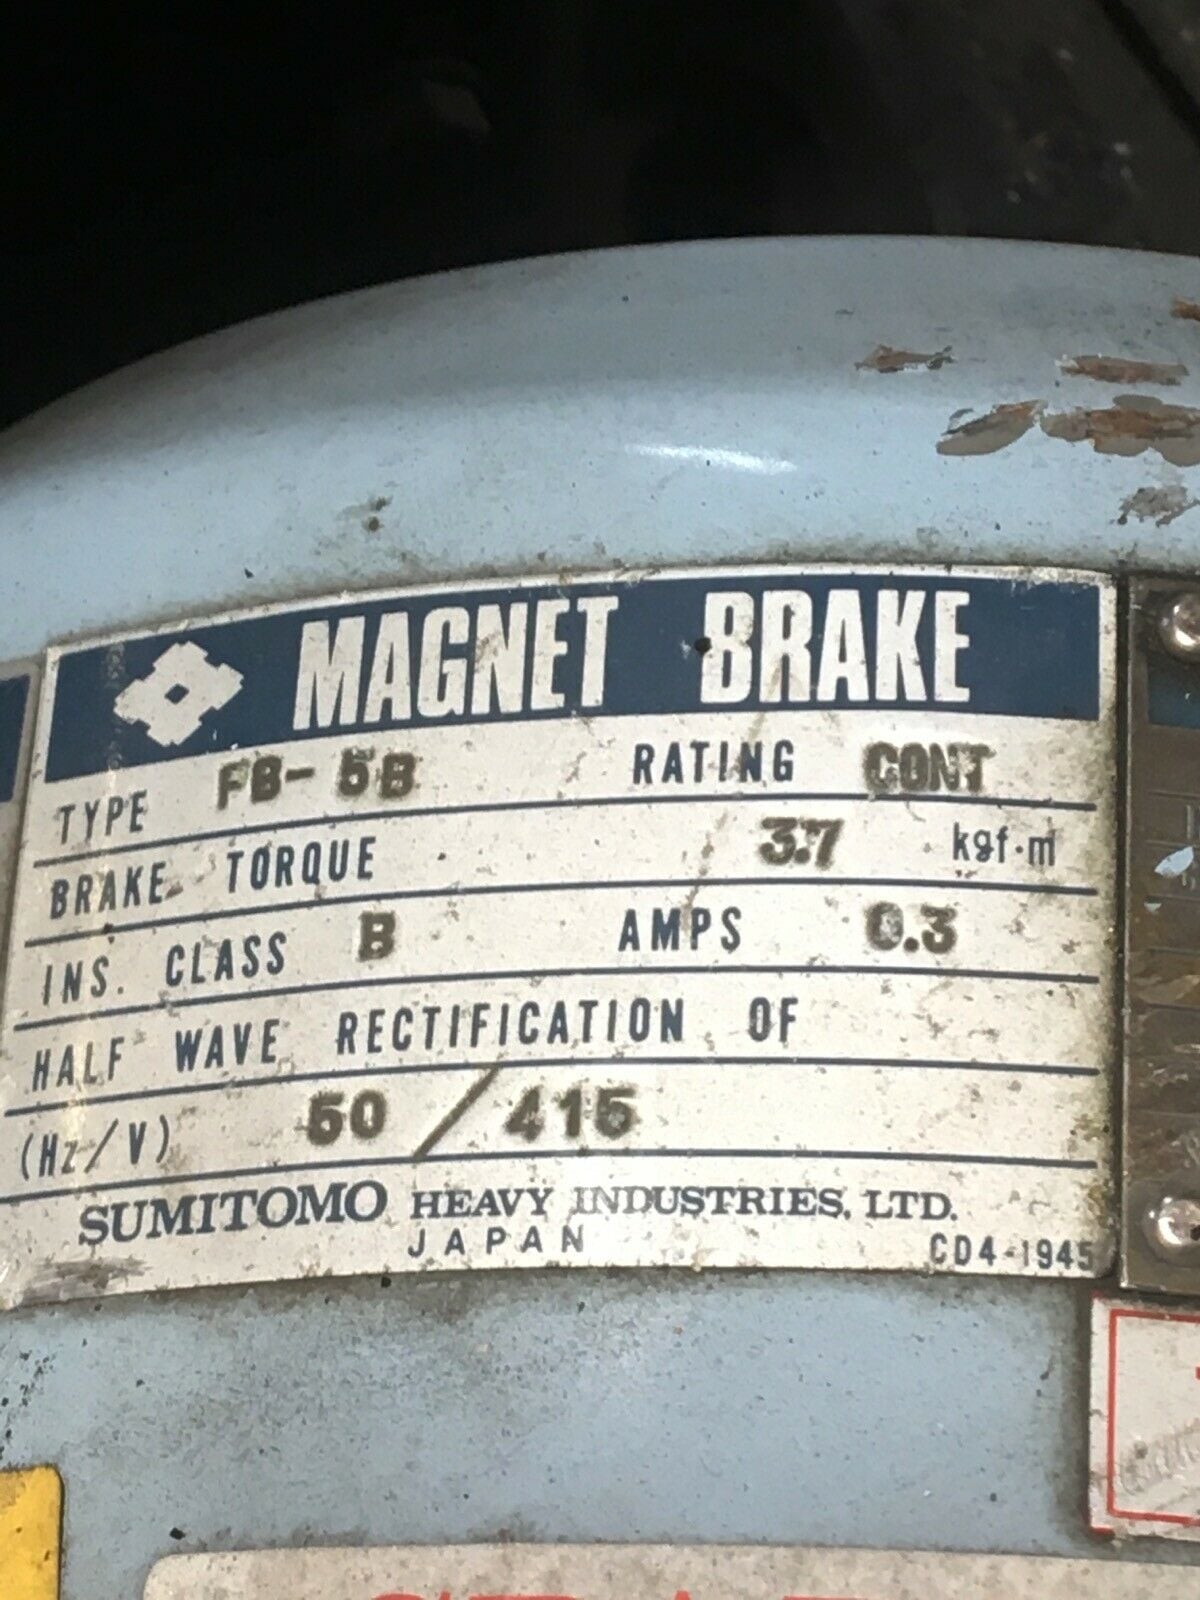 MAGNET BRAKE
TYPE FB-5B RATING CONT
BRAKE TORQUE 3.7 kgf·m
INS. CLASS B AMPS 0.3
HALF WAVE RECTIFICATION OF
(Hz/V) 50/415
SUMITOMO HEAVY INDUSTRIES, LTD.
JAPAN CD4-1945